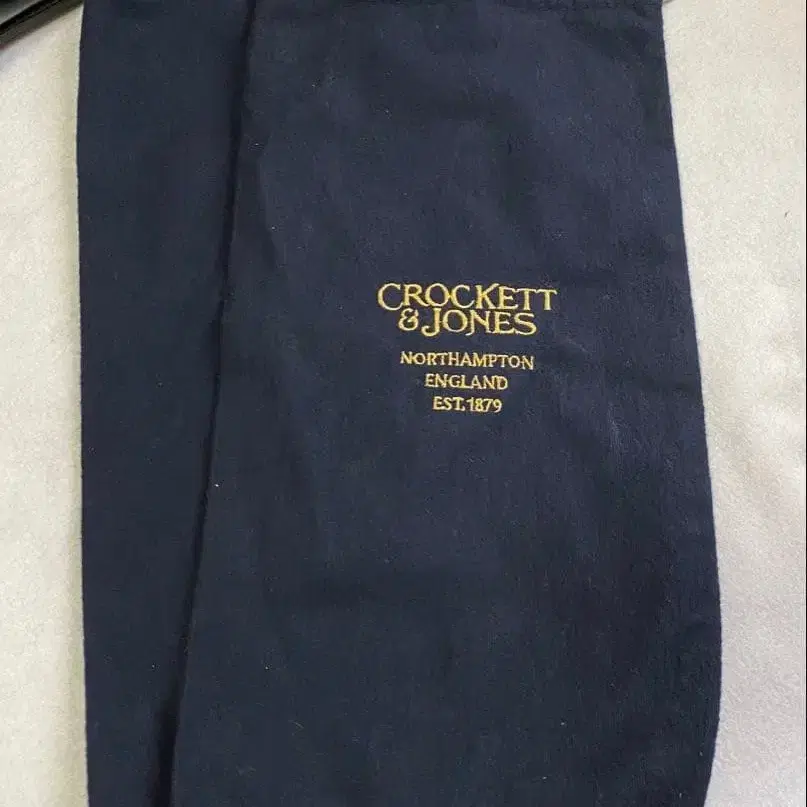 CROCKETT
& JONES
NORTHAMPTON
ENGLAND
EST. 1879